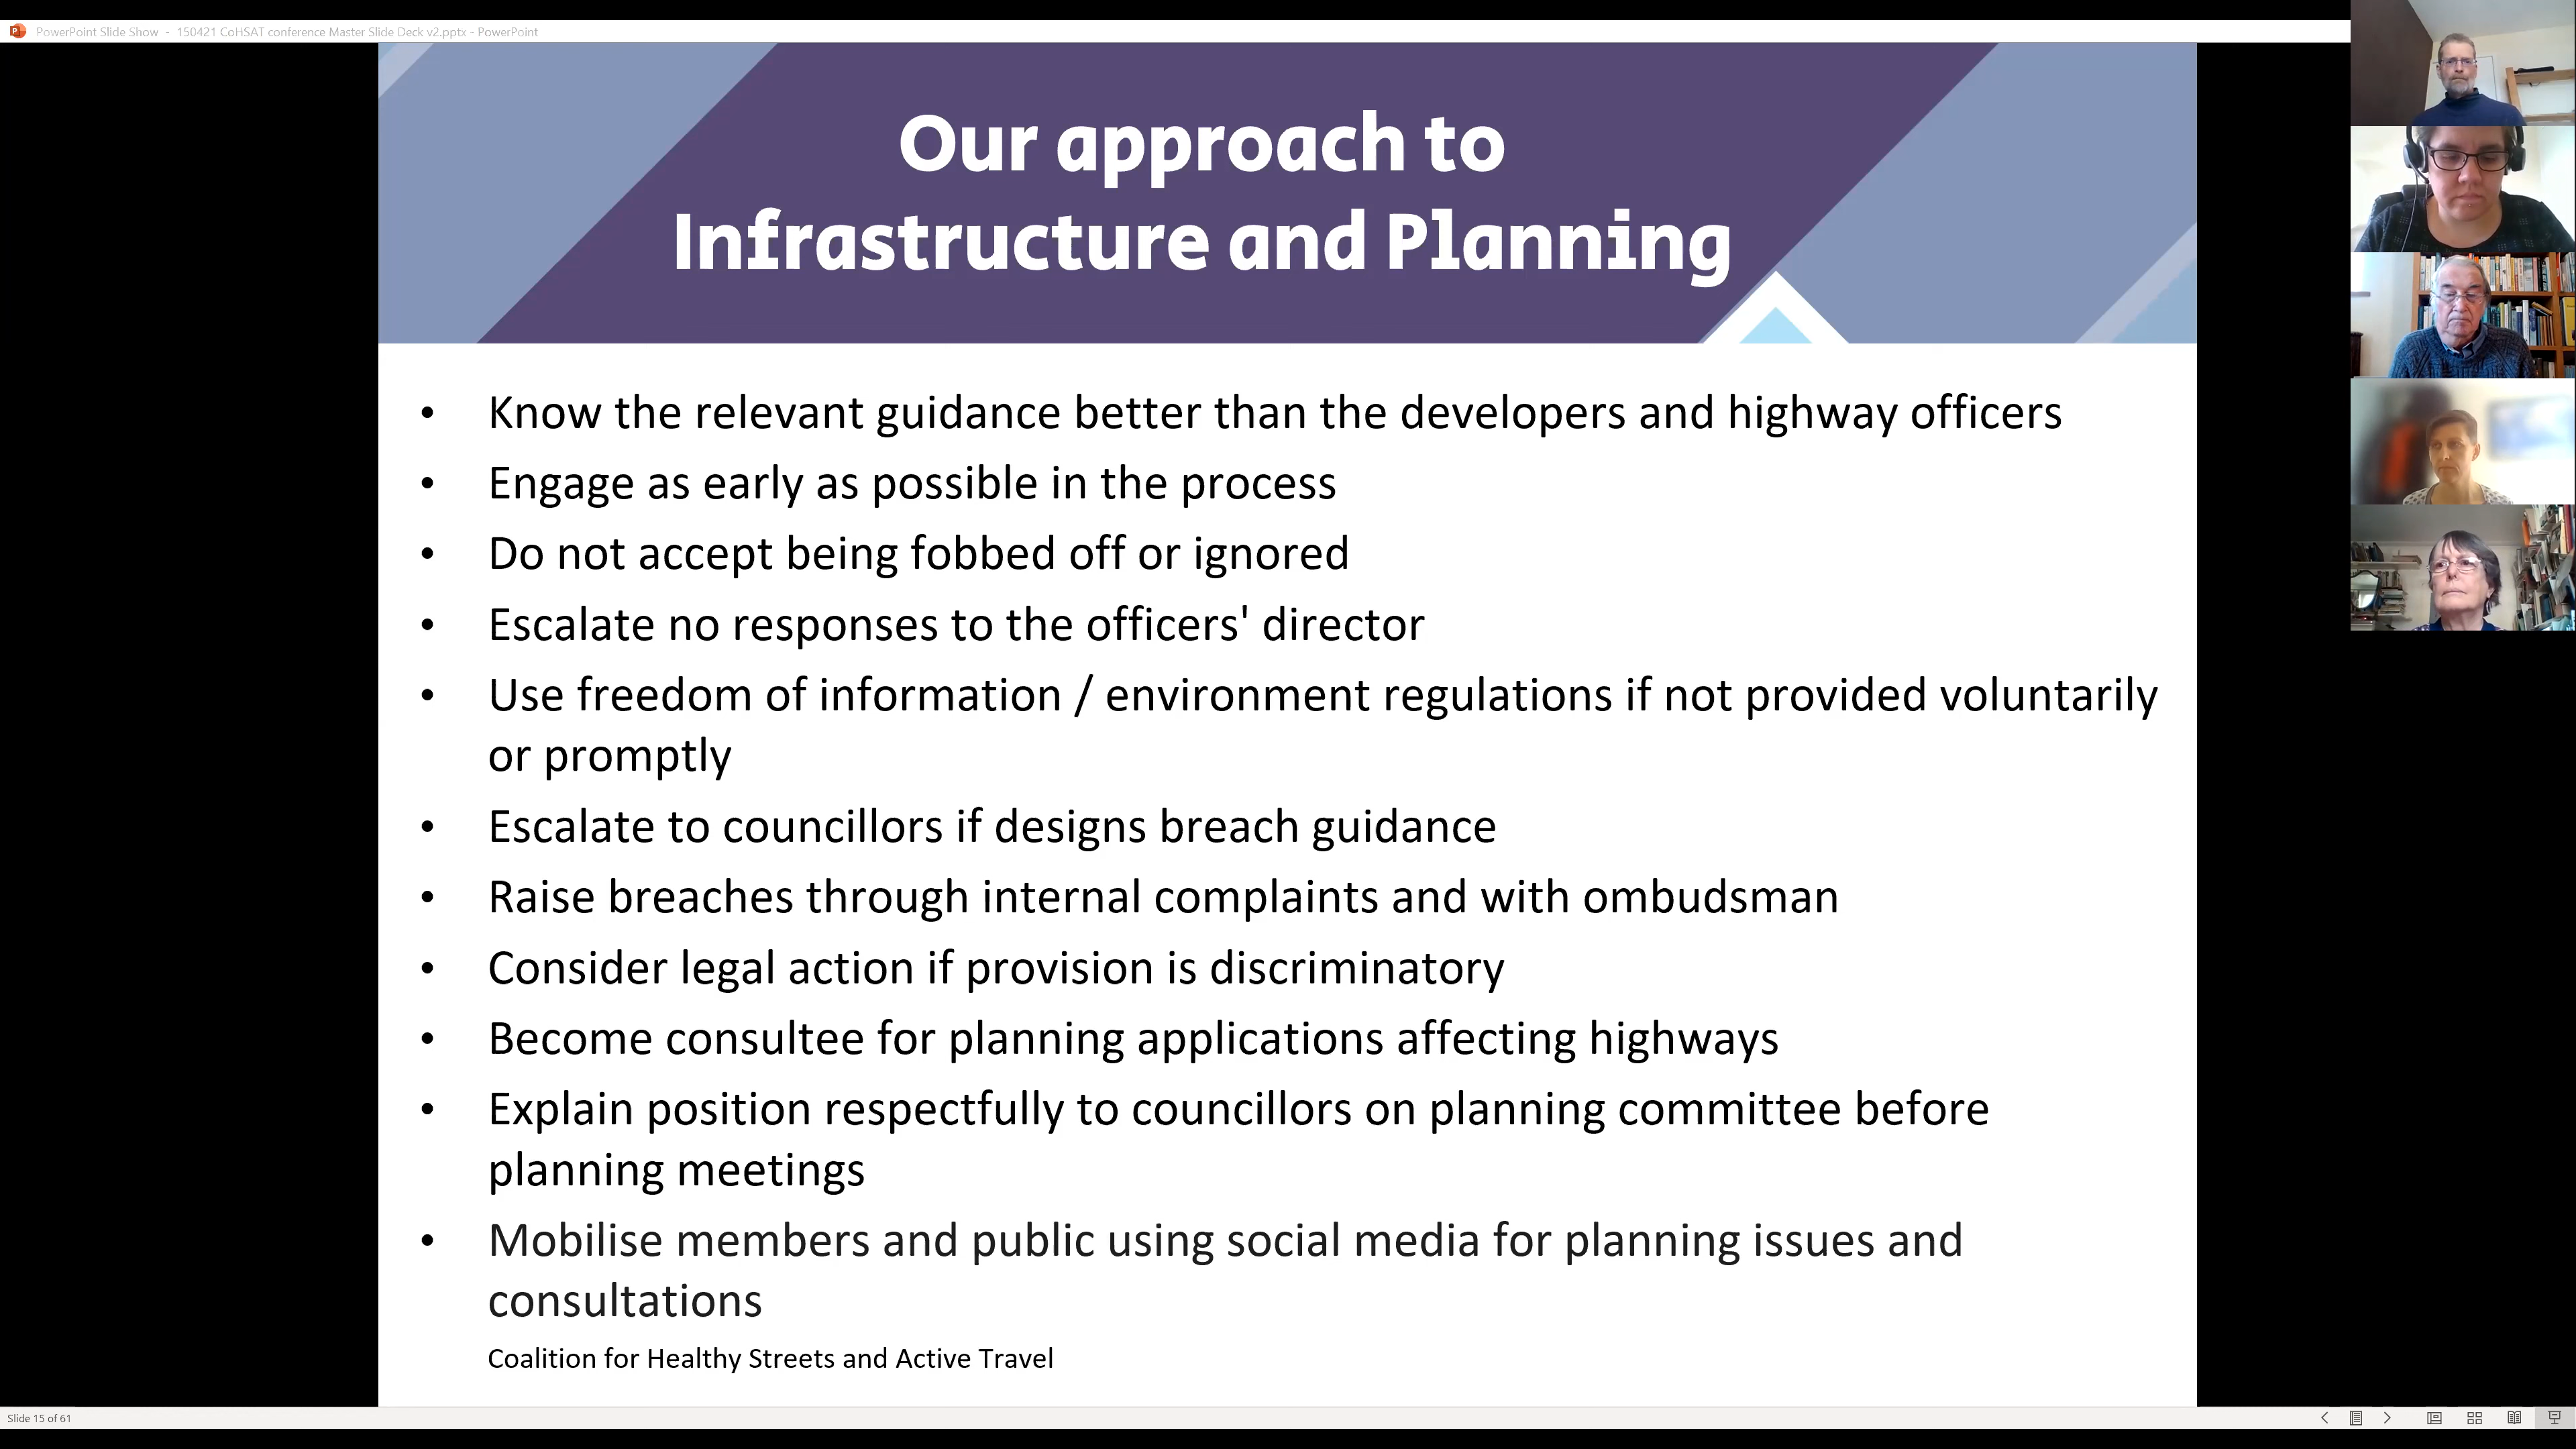 PowerPoint Slide Show - 150421 CoHSAT conference Master Slide Deck v2.pptx - PowerPoint
Our approach to
Infrastructure and Planning
• Know the relevant guidance better than the developers and highway officers
• Engage as early as possible in the process
• Do not accept being fobbed off or ignored
• Escalate no responses to the officers' director
• Use freedom of information / environment regulations if not provided voluntarily
or promptly
• Escalate to councillors if designs breach guidance
• Raise breaches through internal complaints and with ombudsman
• Consider legal action if provision is discriminatory
• Become consultee for planning applications affecting highways
• Explain position respectfully to councillors on planning committee before
planning meetings
• Mobilise members and public using social media for planning issues and
consultations
Coalition for Healthy Streets and Active Travel
Slide 15 of 61